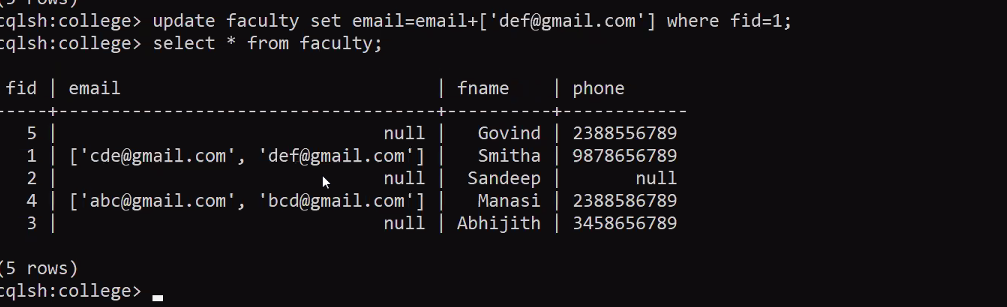 (5 rows)
cqlsh:college> update faculty set email=email+['def@gmail.com'] where fid=1;
cqlsh:college> select * from faculty;
fid | email | fname | phone
-----+------------------------------------+----------+------------
5 | null | Govind | 2388556789
1 | ['cde@gmail.com', 'def@gmail.com'] | Smitha | 9878656789
2 | null | Sandeep | null
4 | ['abc@gmail.com', 'bcd@gmail.com'] | Manasi | 2388586789
3 | null | Abhijith | 3458656789
(5 rows)
cqlsh:college>